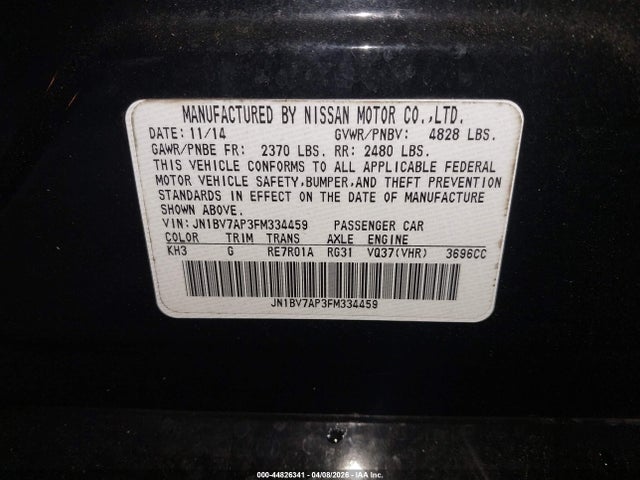 MANUFACTURED BY NISSAN MOTOR CO.,LTD.
DATE: 11/14 GVWR/PNBV: 4828 LBS.
GAWR/PNBE FR: 2370 LBS. RR: 2480 LBS.
THIS VEHICLE CONFORMS TO ALL APPLICABLE FEDERAL
MOTOR VEHICLE SAFETY,BUMPER,AND THEFT PREVENTION
STANDARDS IN EFFECT ON THE DATE OF MANUFACTURE
SHOWN ABOVE.
VIN: JN1BV7AP3FM334459 PASSENGER CAR
COLOR TRIM TRANS AXLE ENGINE
KH3 G RE7R01A RG31 VQ37(VHR) 3696CC
JN1BV7AP3FM334459
000-44826341 - 04/08/2026 - IAA Inc.